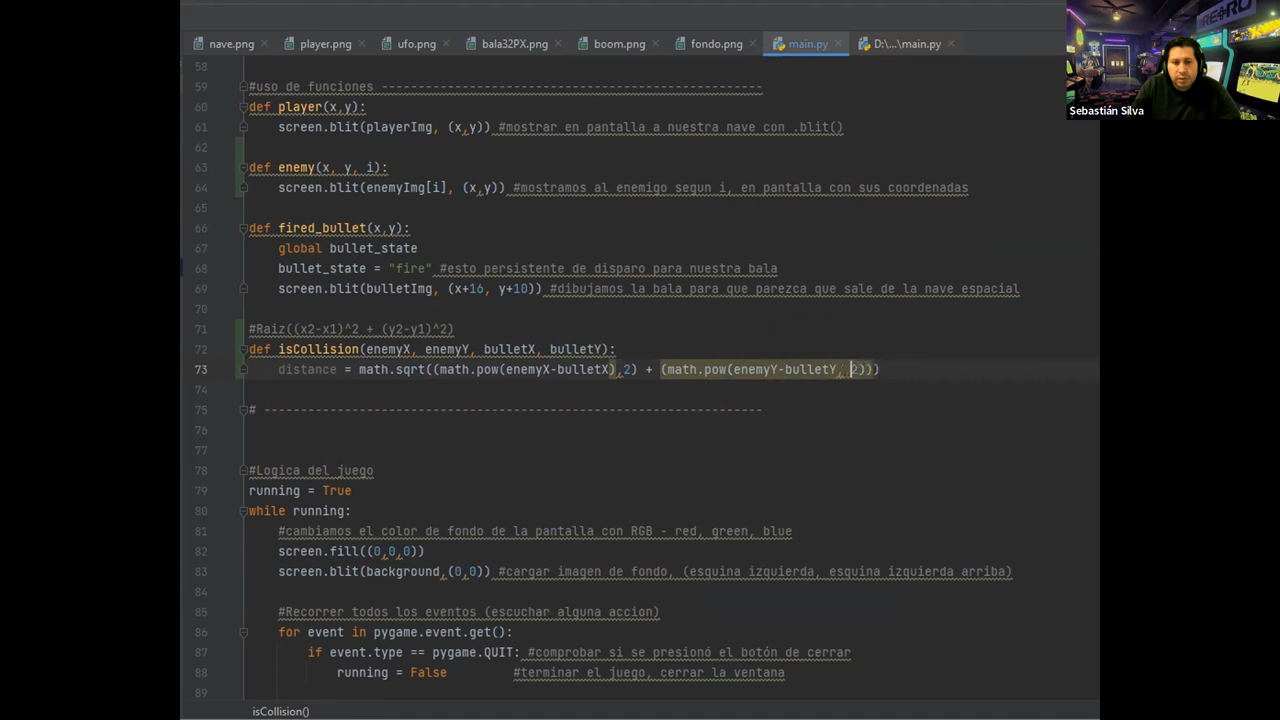 nave.png
player.png
ufo.png
bala32PX.png
boom.png
fondo.png
main.py
D:\...\main.py
RETRO
Sebastián Silva
58
59 #uso de funciones ----------------------------------------------------
60 def player(x,y):
61 screen.blit(playerImg, (x,y)) #mostrar en pantalla a nuestra nave con .blit()
62
63 def enemy(x, y, i):
64 screen.blit(enemyImg[i], (x,y)) #mostramos al enemigo segun i, en pantalla con sus coordenadas
65
66 def fired_bullet(x,y):
67 global bullet_state
68 bullet_state = "fire" #esto persistente de disparo para nuestra bala
69 screen.blit(bulletImg, (x+16, y+10)) #dibujamos la bala para que parezca que sale de la nave espacial
70
71 #Raiz((x2-x1)^2 + (y2-y1)^2)
72 def isCollision(enemyX, enemyY, bulletX, bulletY):
73 distance = math.sqrt((math.pow(enemyX-bulletX),2) + (math.pow(enemyY-bulletY, 2)))
74
75 # --------------------------------------------------------------------
76
77
78 #Logica del juego
79 running = True
80 while running:
81 #cambiamos el color de fondo de la pantalla con RGB - red, green, blue
82 screen.fill((0,0,0))
83 screen.blit(background,(0,0)) #cargar imagen de fondo, (esquina izquierda, esquina izquierda arriba)
84
85 #Recorrer todos los eventos (escuchar alguna accion)
86 for event in pygame.event.get():
87 if event.type == pygame.QUIT: #comprobar si se presionó el botón de cerrar
88 running = False #terminar el juego, cerrar la ventana
89
isCollision()